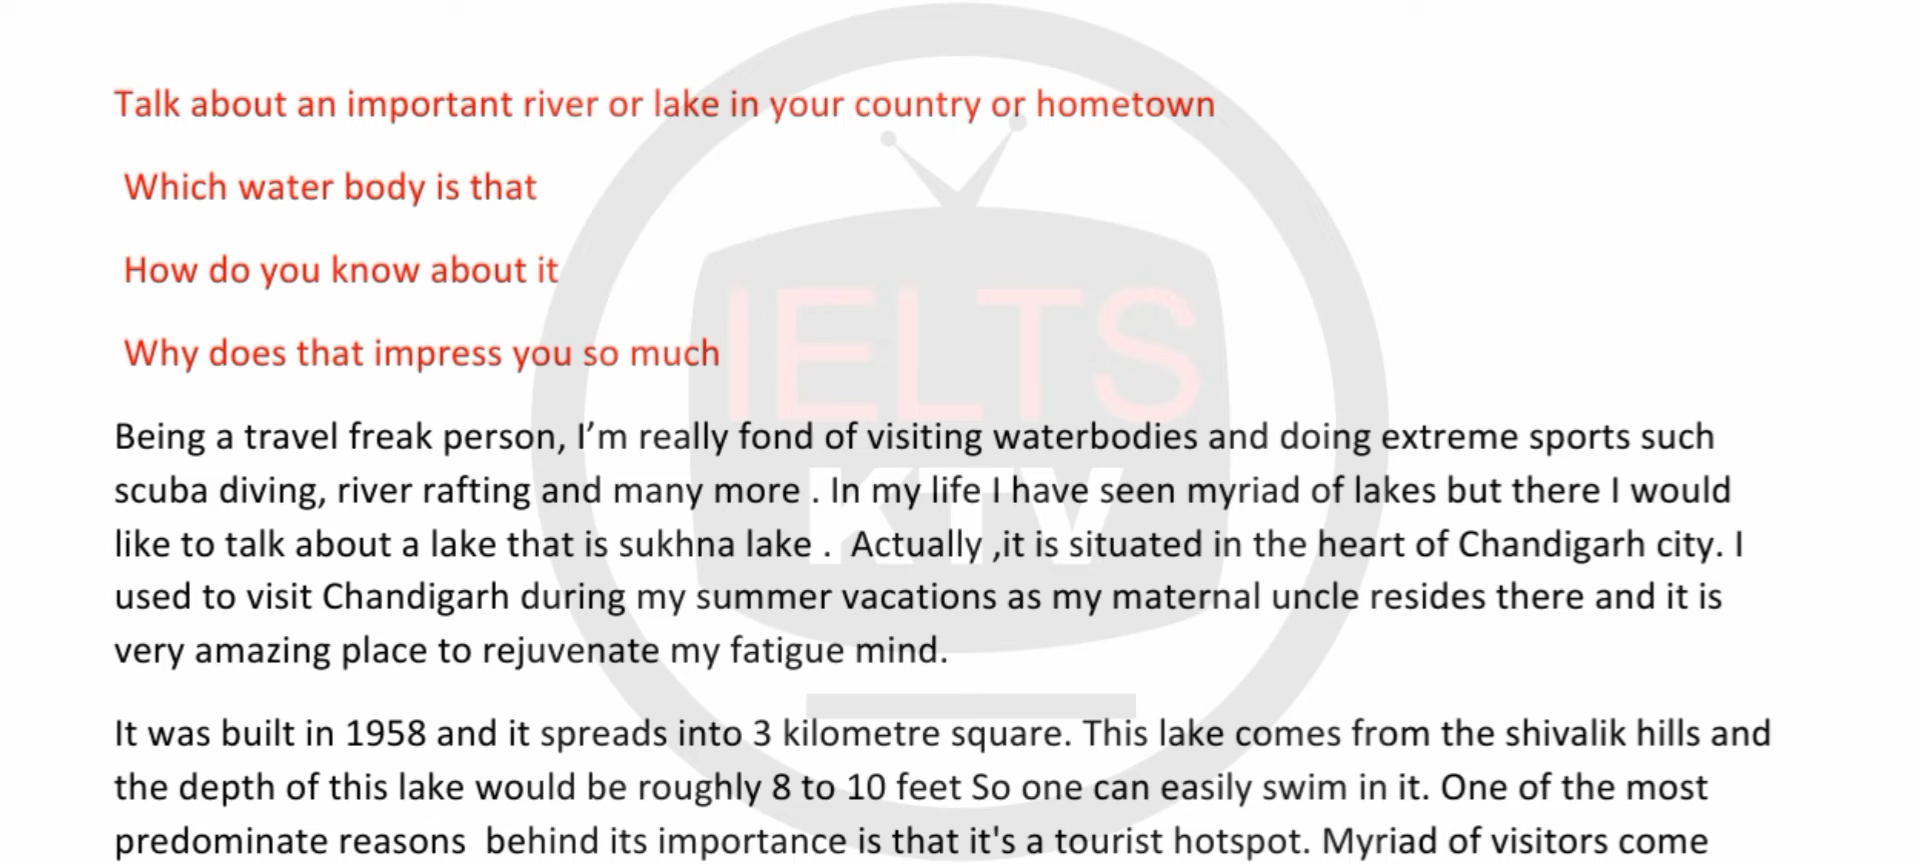 Talk about an important river or lake in your country or hometown
Which water body is that
How do you know about it
Why does that impress you so much
IELTS
KTV
Being a travel freak person, I’m really fond of visiting waterbodies and doing extreme sports such
scuba diving, river rafting and many more . In my life I have seen myriad of lakes but there I would
like to talk about a lake that is sukhna lake .  Actually ,it is situated in the heart of Chandigarh city. I
used to visit Chandigarh during my summer vacations as my maternal uncle resides there and it is
very amazing place to rejuvenate my fatigue mind.
It was built in 1958 and it spreads into 3 kilometre square. This lake comes from the shivalik hills and
the depth of this lake would be roughly 8 to 10 feet So one can easily swim in it. One of the most
predominate reasons  behind its importance is that it's a tourist hotspot. Myriad of visitors come